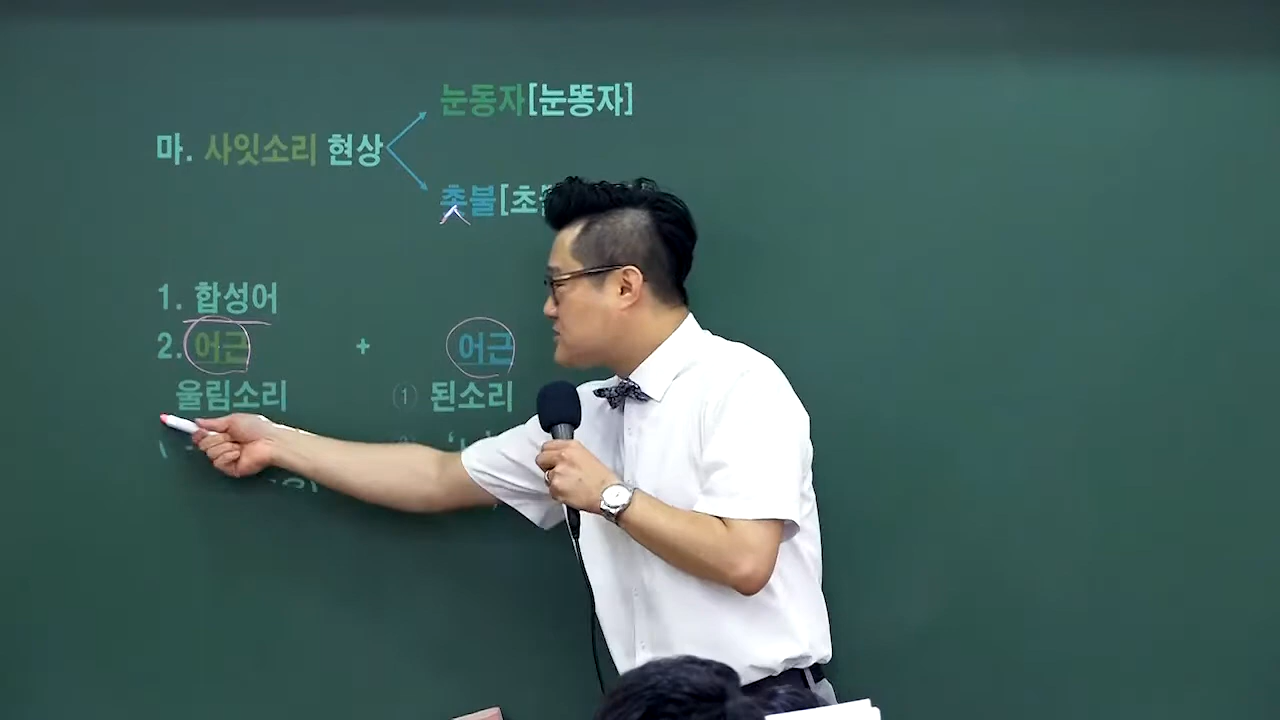 눈동자[눈똥자]
마. 사잇소리 현상
촛불[초
1. 합성어
2. 어근 + 어근
울림소리 ① 된소리